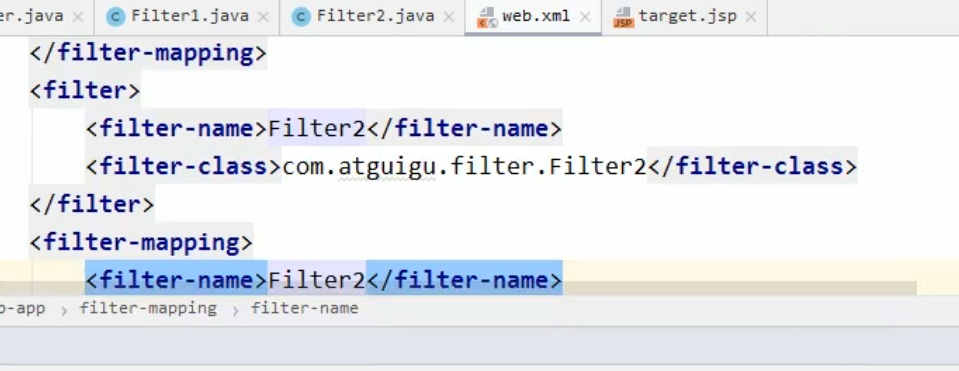 er.java Filter1.java Filter2.java web.xml target.jsp
</filter-mapping>
<filter>
<filter-name>Filter2</filter-name>
<filter-class>com.atguigu.filter.Filter2</filter-class>
</filter>
<filter-mapping>
<filter-name>Filter2</filter-name>
-app › filter-mapping › filter-name